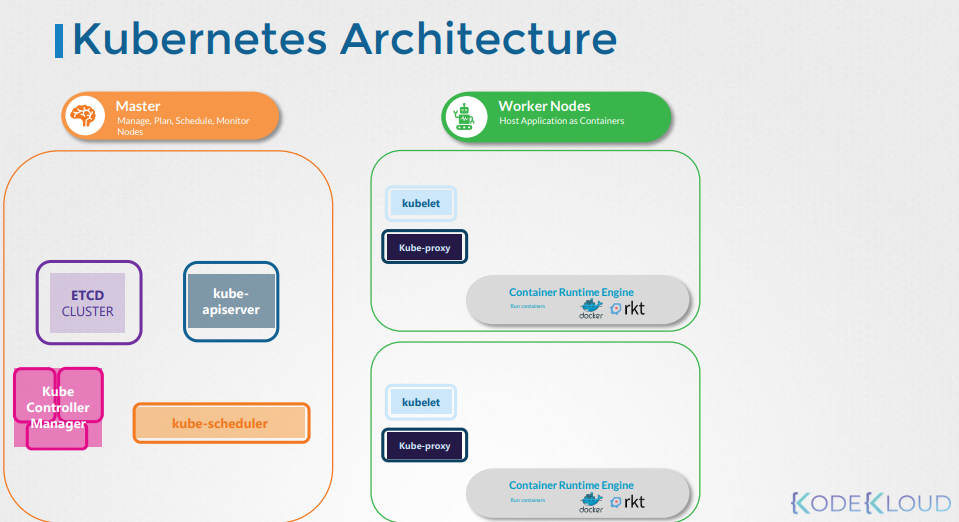 Kubernetes Architecture
Master
Manage, Plan, Schedule, Monitor
Nodes
Worker Nodes
Host Application as Containers
ETCD
CLUSTER
kube-
apiserver
Kube
Controller
Manager
kube-scheduler
kubelet
Kube-proxy
Container Runtime Engine
Run containers
docker
rkt
kubelet
Kube-proxy
Container Runtime Engine
Run containers
docker
rkt
KODEKLOUD